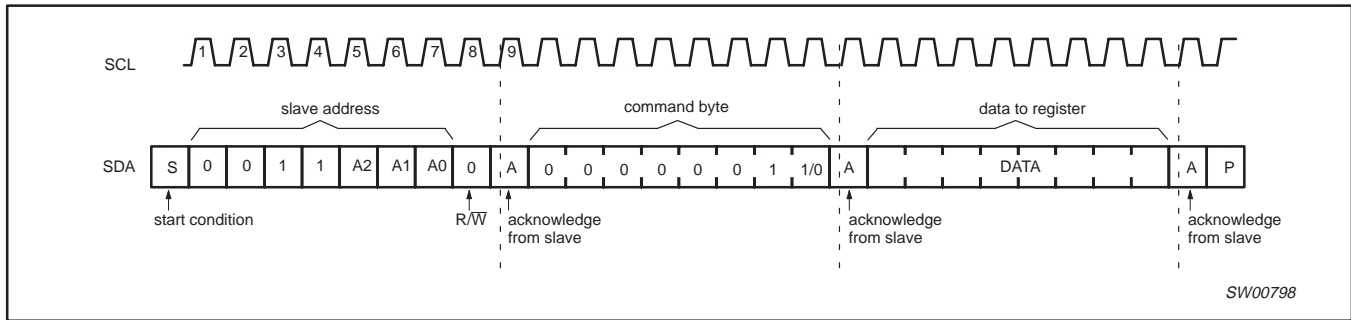 SCL 1 2 3 4 5 6 7 8 9
slave address command byte data to register
SDA S 0 0 1 1 A2 A1 A0 0 A 0 0 0 0 0 0 1 1/0 A DATA A P
start condition R/W̅ acknowledge from slave acknowledge from slave acknowledge from slave
SW00798